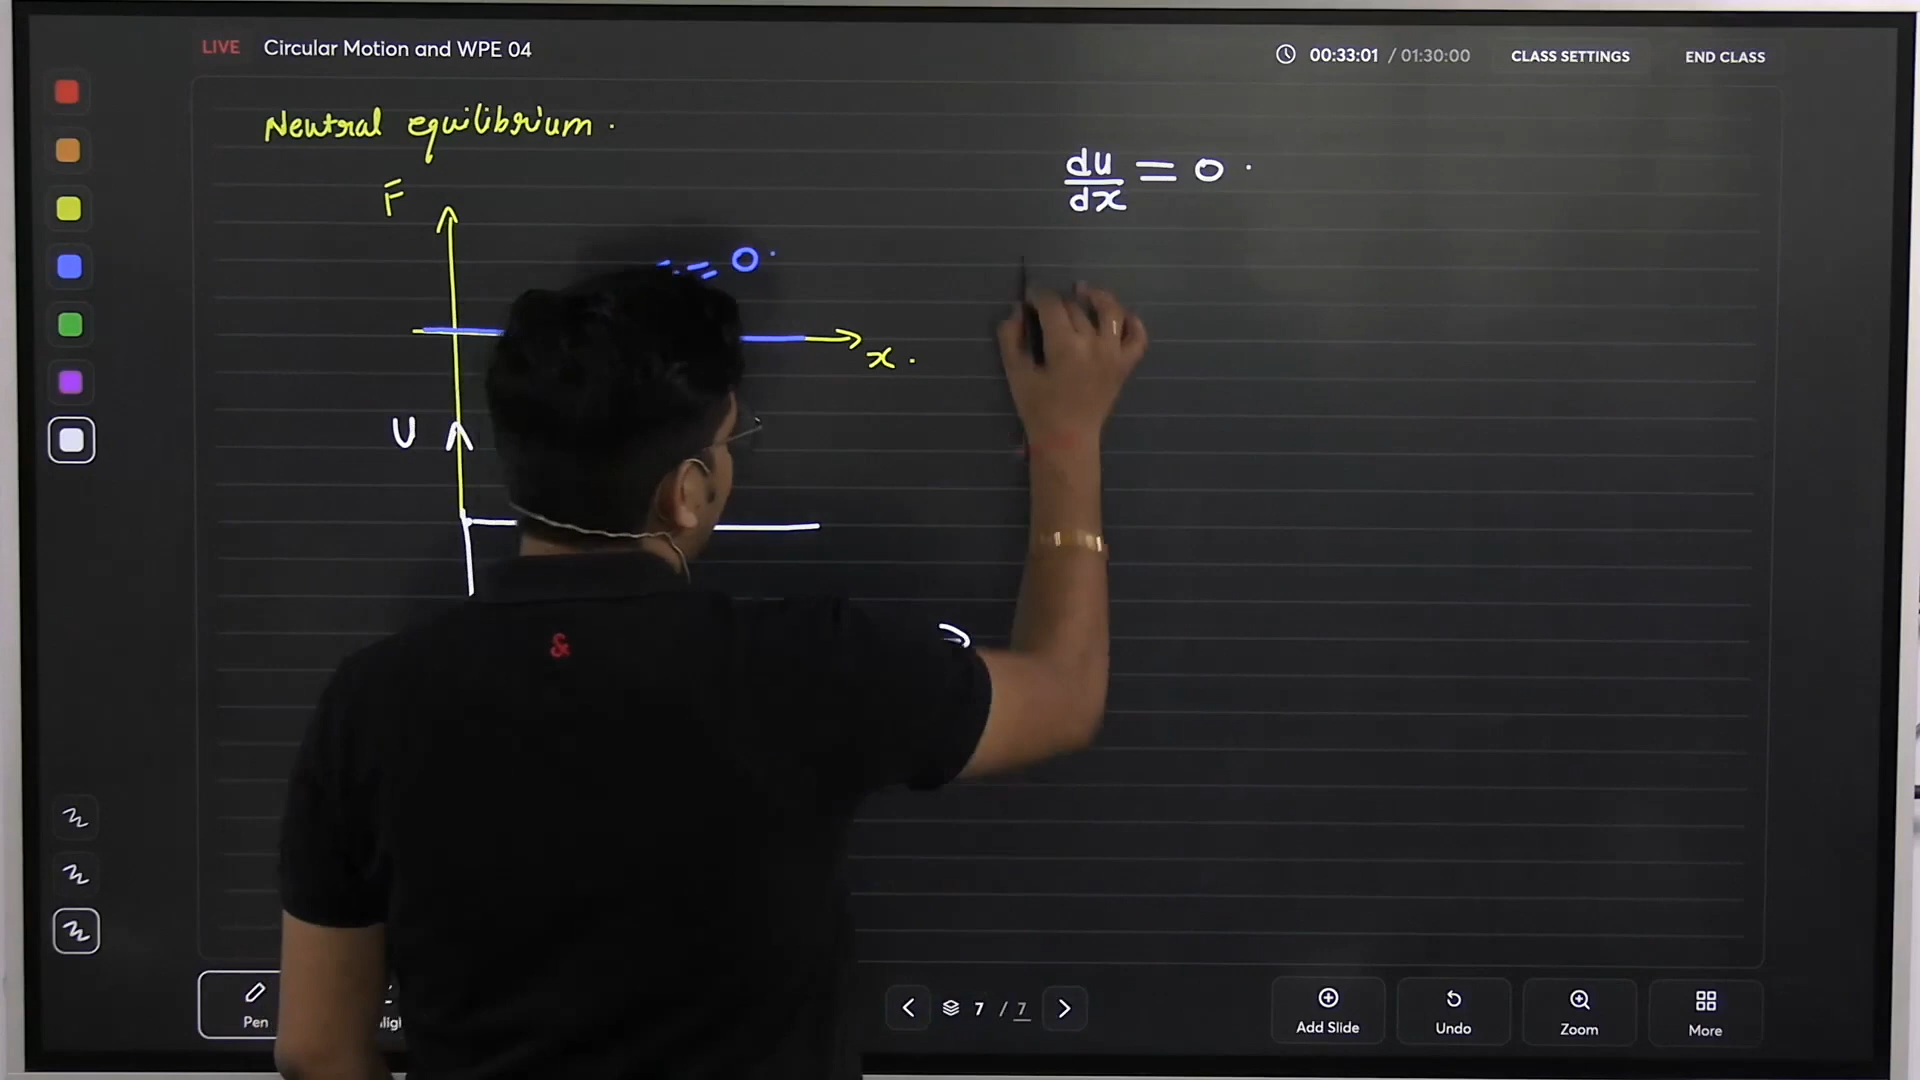 LIVE Circular Motion and WPE 04
00:33:01 / 01:30:00 CLASS SETTINGS END CLASS
Neutral equilibrium .
du/dx = 0 .
F
0 .
x .
U
&
Pen
7 / 7
Add Slide
Undo
Zoom
More